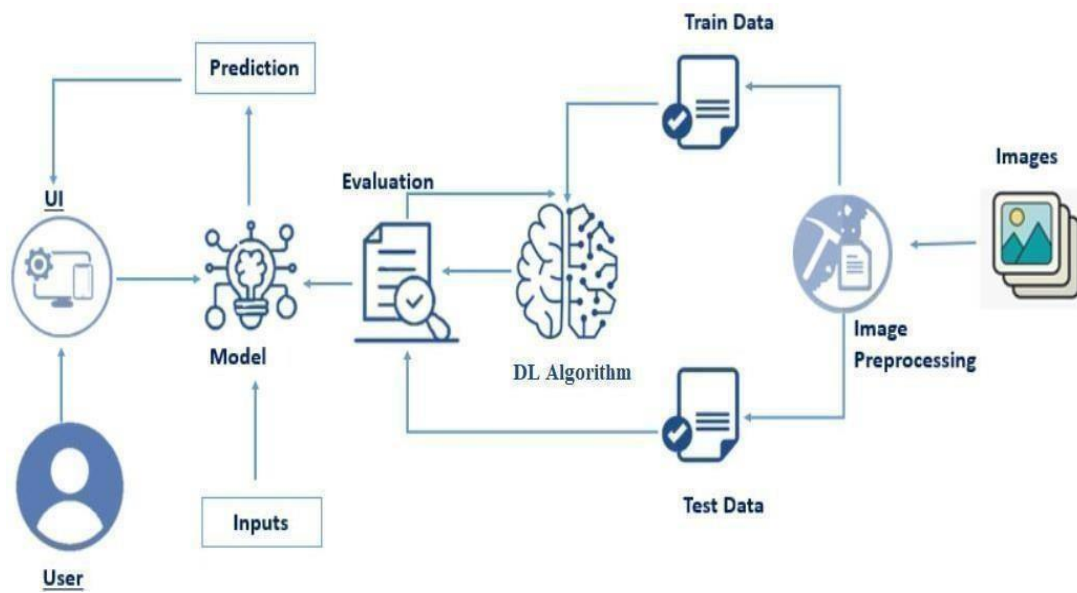 Train Data
Prediction
Images
Evaluation
UI
Image
Preprocessing
Model
DL Algorithm
Test Data
Inputs
User